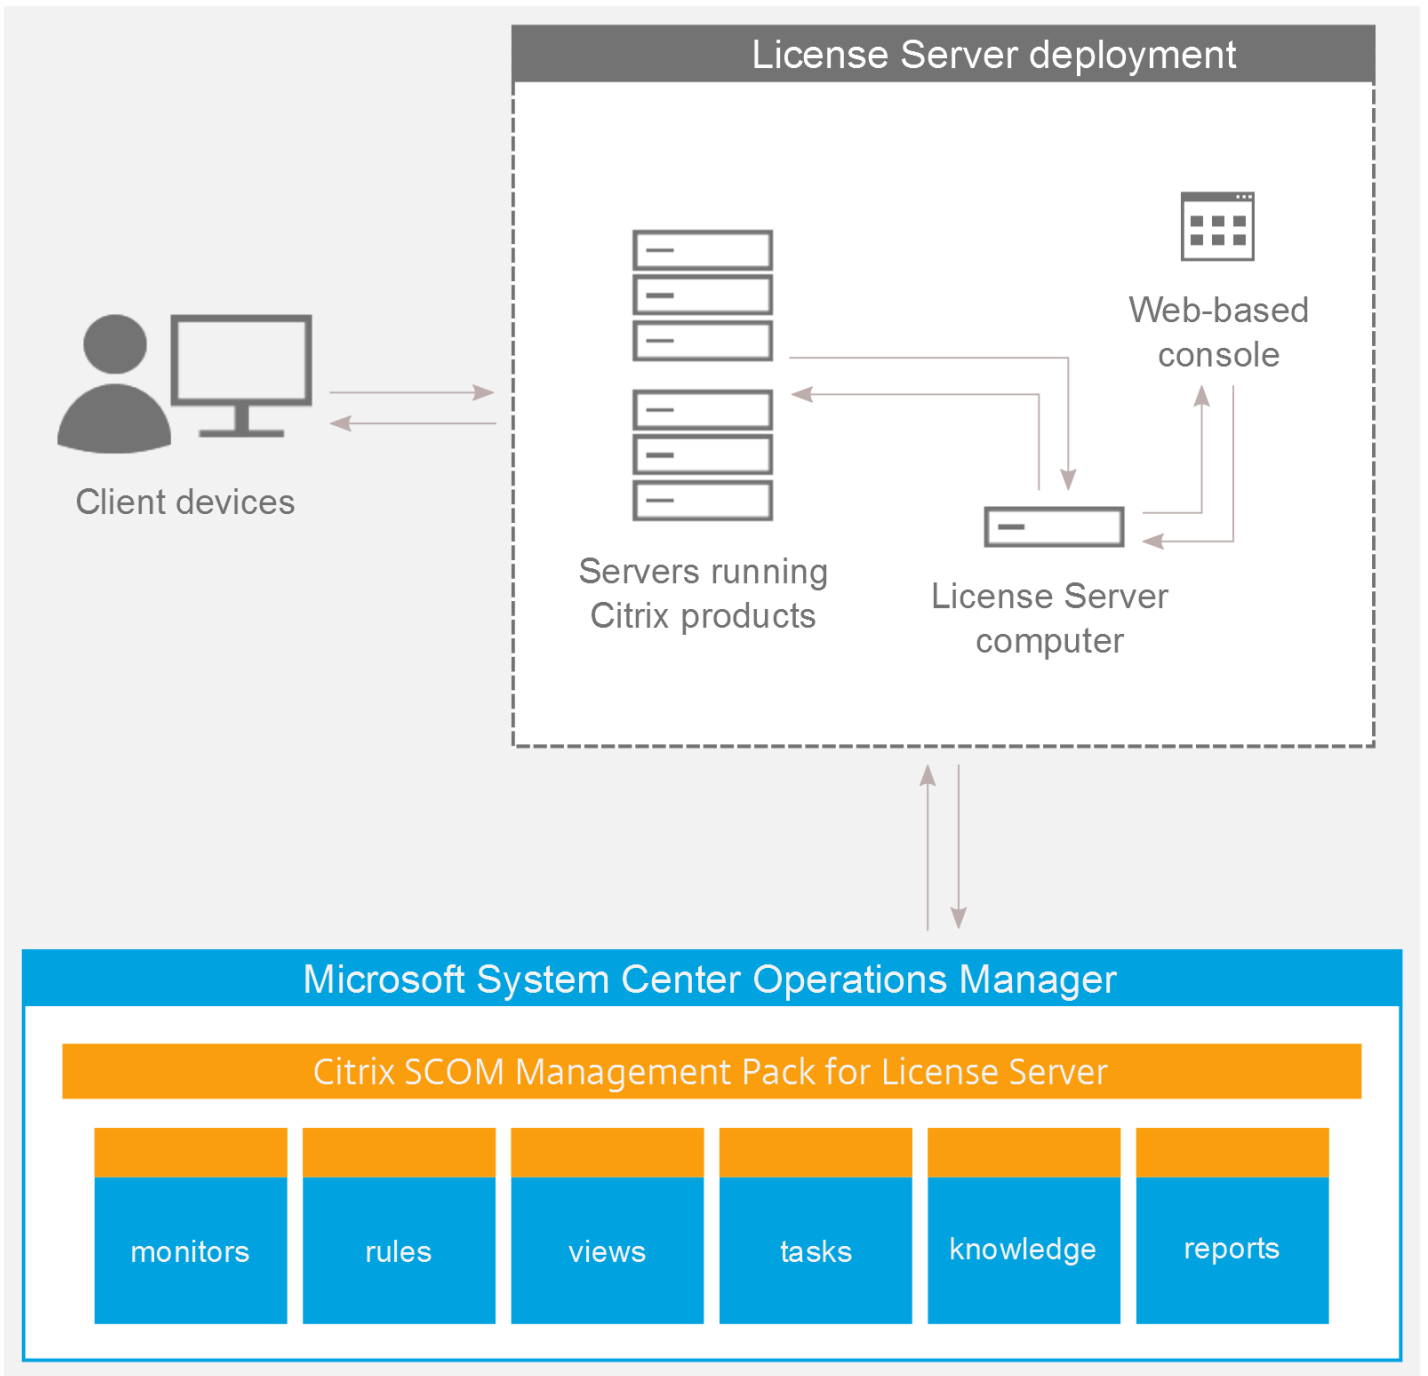 License Server deployment
Web-based
console
Client devices
Servers running
Citrix products
License Server
computer
Microsoft System Center Operations Manager
Citrix SCOM Management Pack for License Server
monitors
rules
views
tasks
knowledge
reports